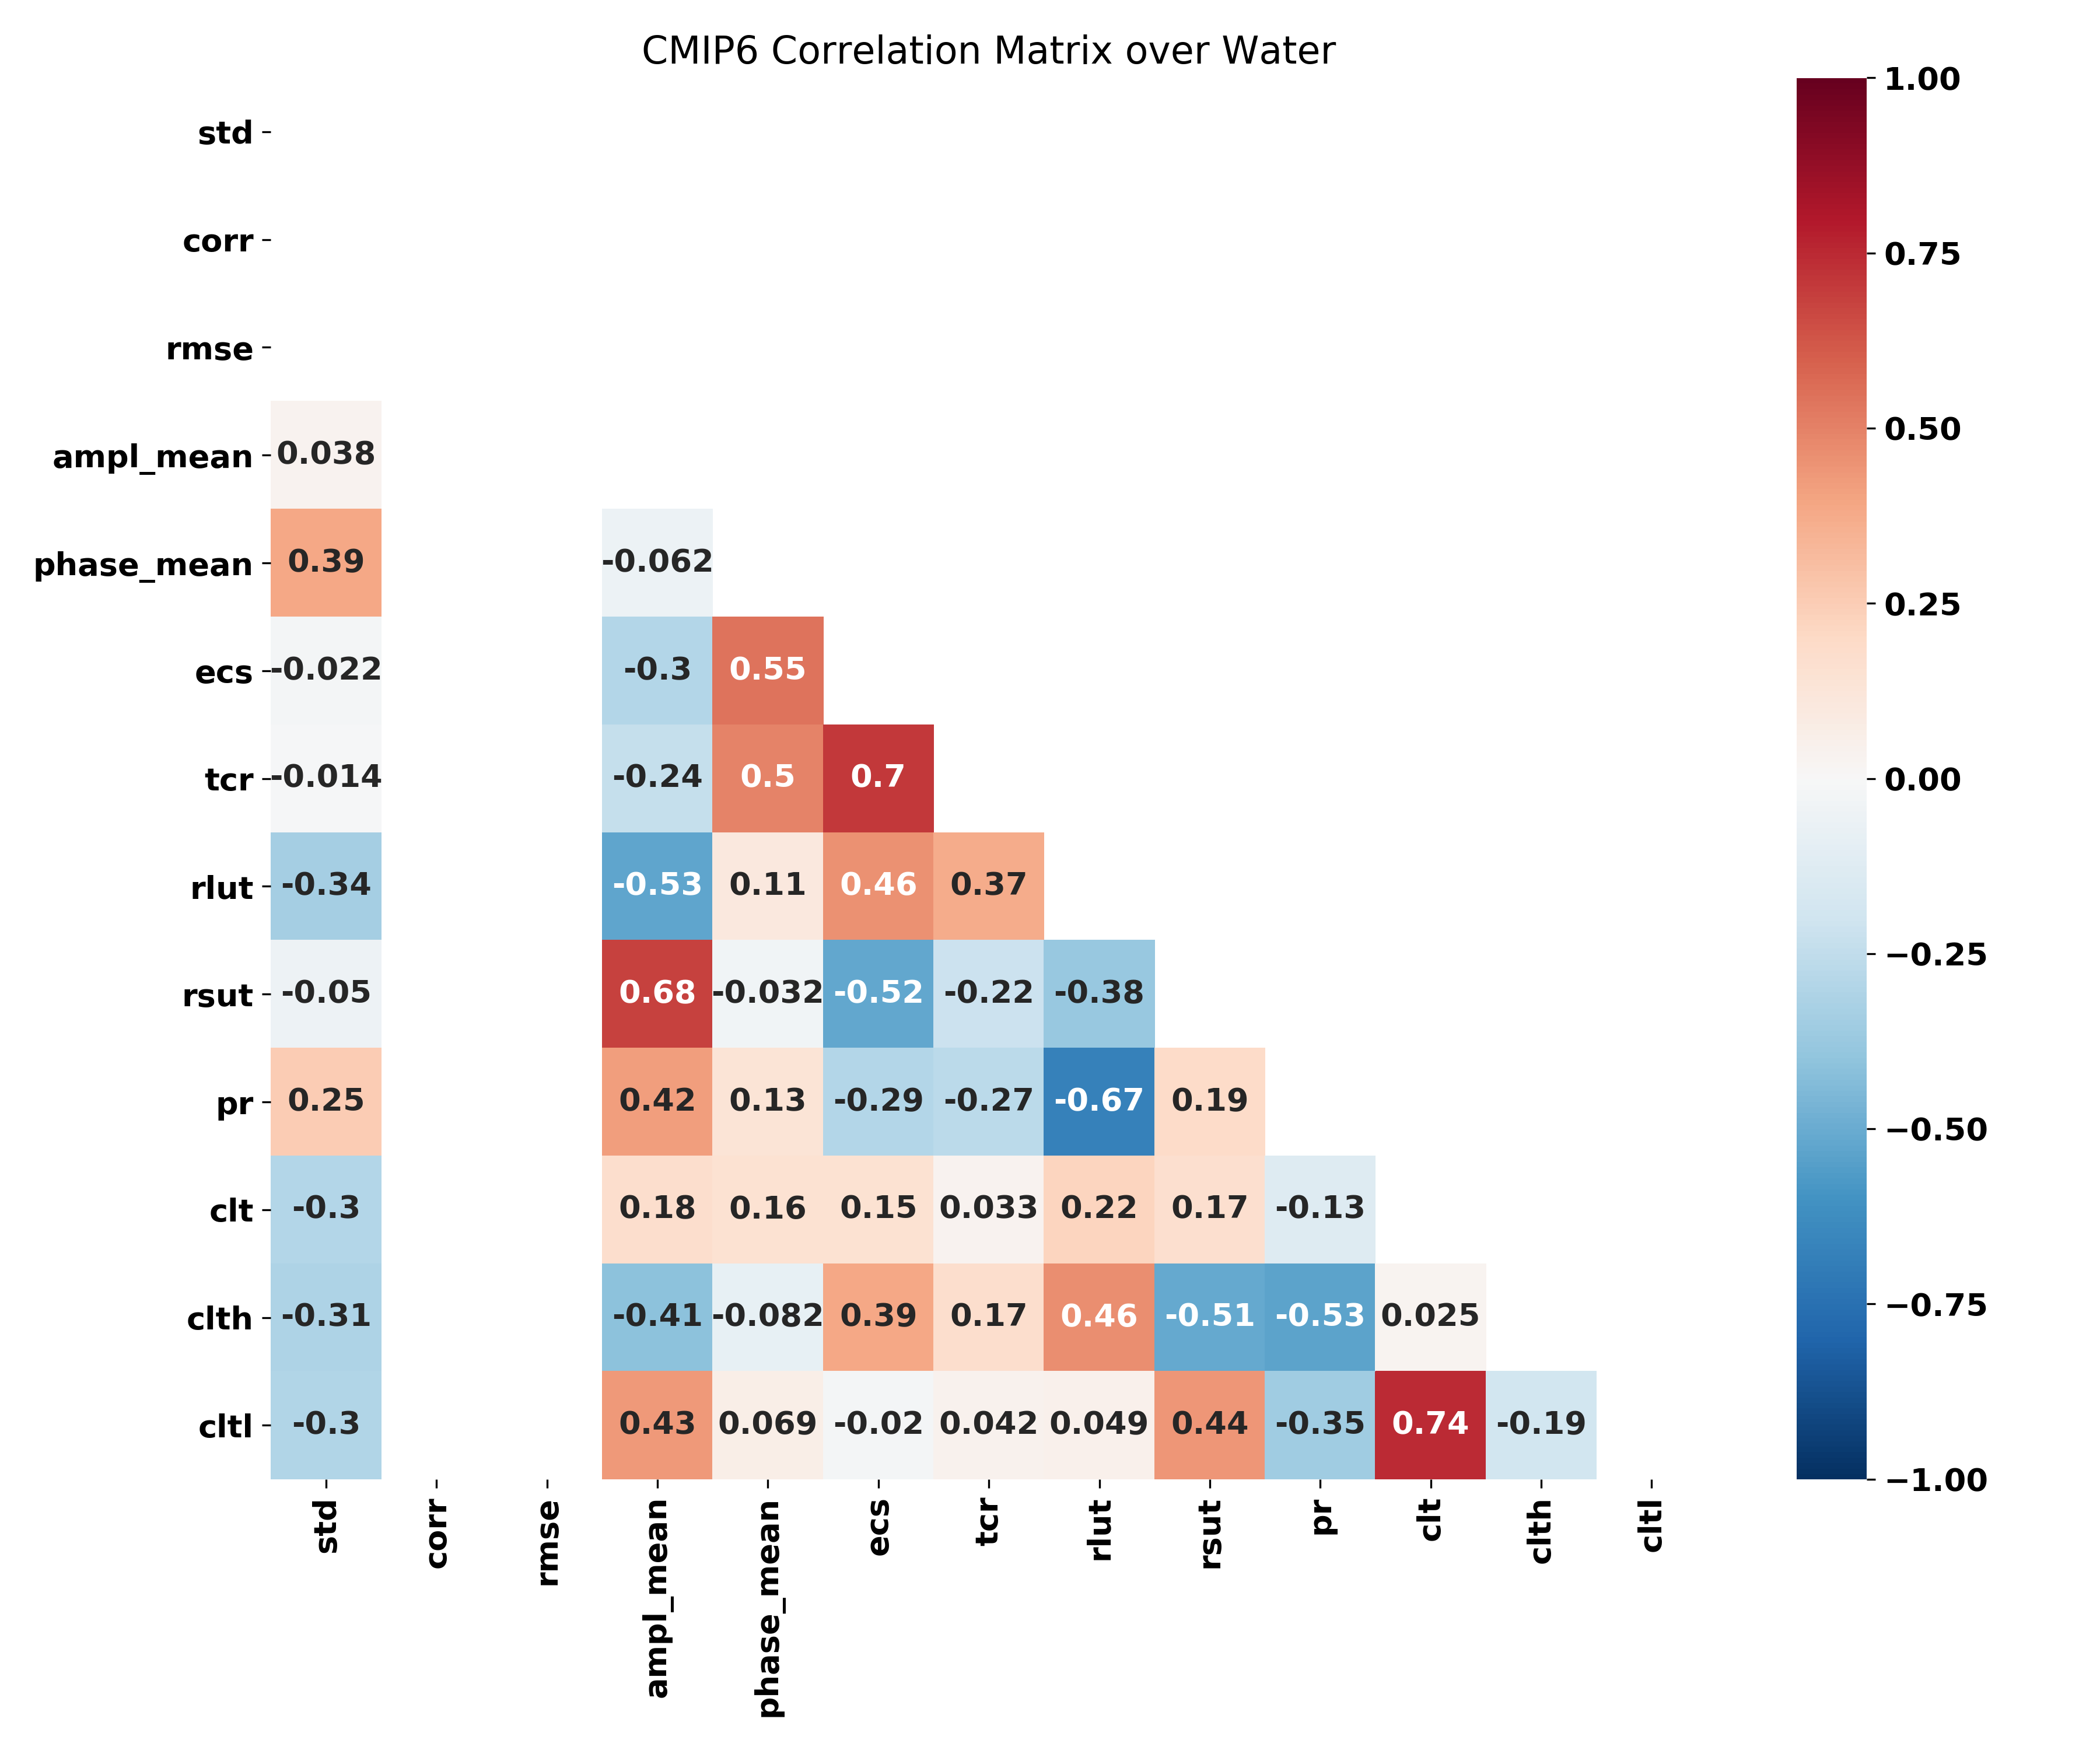 CMIP6 Correlation Matrix over Water
std
corr
rmse
ampl_mean 0.038
phase_mean 0.39 -0.062
ecs -0.022 -0.3 0.55
tcr -0.014 -0.24 0.5 0.7
rlut -0.34 -0.53 0.11 0.46 0.37
rsut -0.05 0.68 -0.032 -0.52 -0.22 -0.38
pr 0.25 0.42 0.13 -0.29 -0.27 -0.67 0.19
clt -0.3 0.18 0.16 0.15 0.033 0.22 0.17 -0.13
clth -0.31 -0.41 -0.082 0.39 0.17 0.46 -0.51 -0.53 0.025
cltl -0.3 0.43 0.069 -0.02 0.042 0.049 0.44 -0.35 0.74 -0.19
std corr rmse ampl_mean phase_mean ecs tcr rlut rsut pr clt clth cltl
1.00
0.75
0.50
0.25
0.00
−0.25
−0.50
−0.75
−1.00